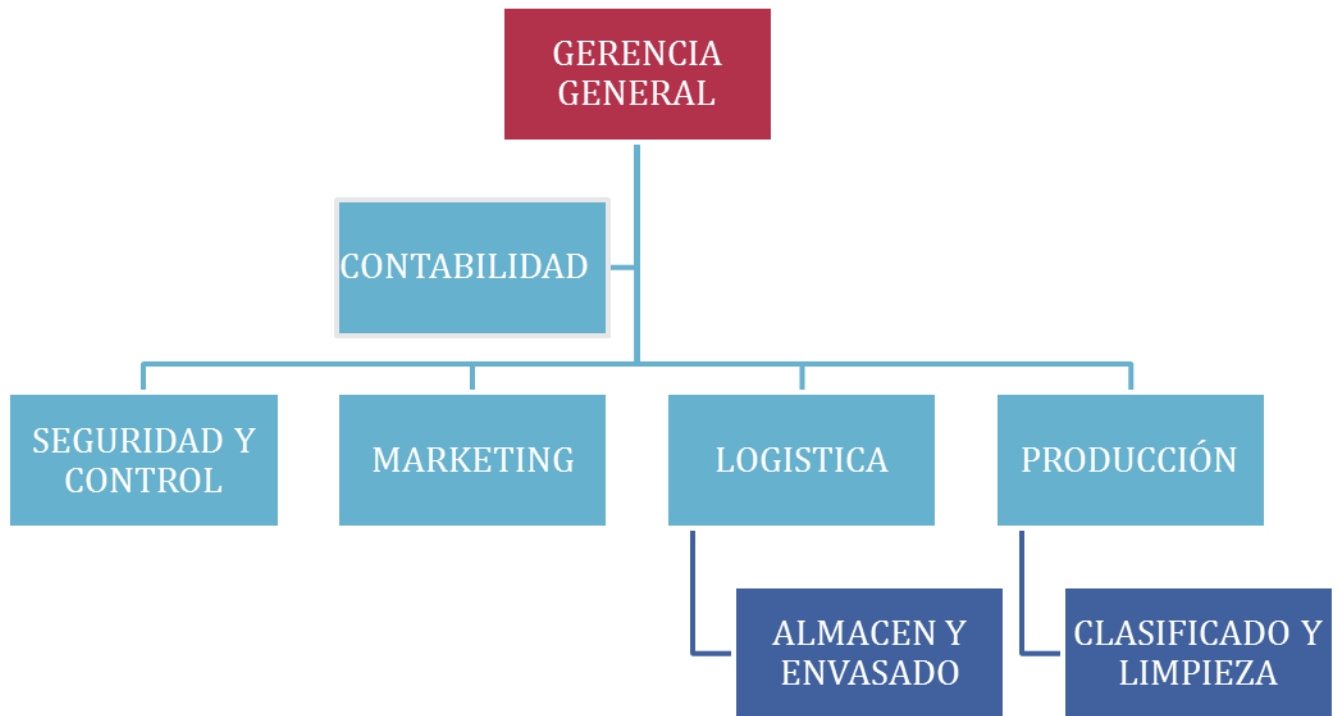 GERENCIA
GENERAL
CONTABILIDAD
SEGURIDAD Y
CONTROL
MARKETING
LOGISTICA
PRODUCCIÓN
ALMACEN Y
ENVASADO
CLASIFICADO Y
LIMPIEZA